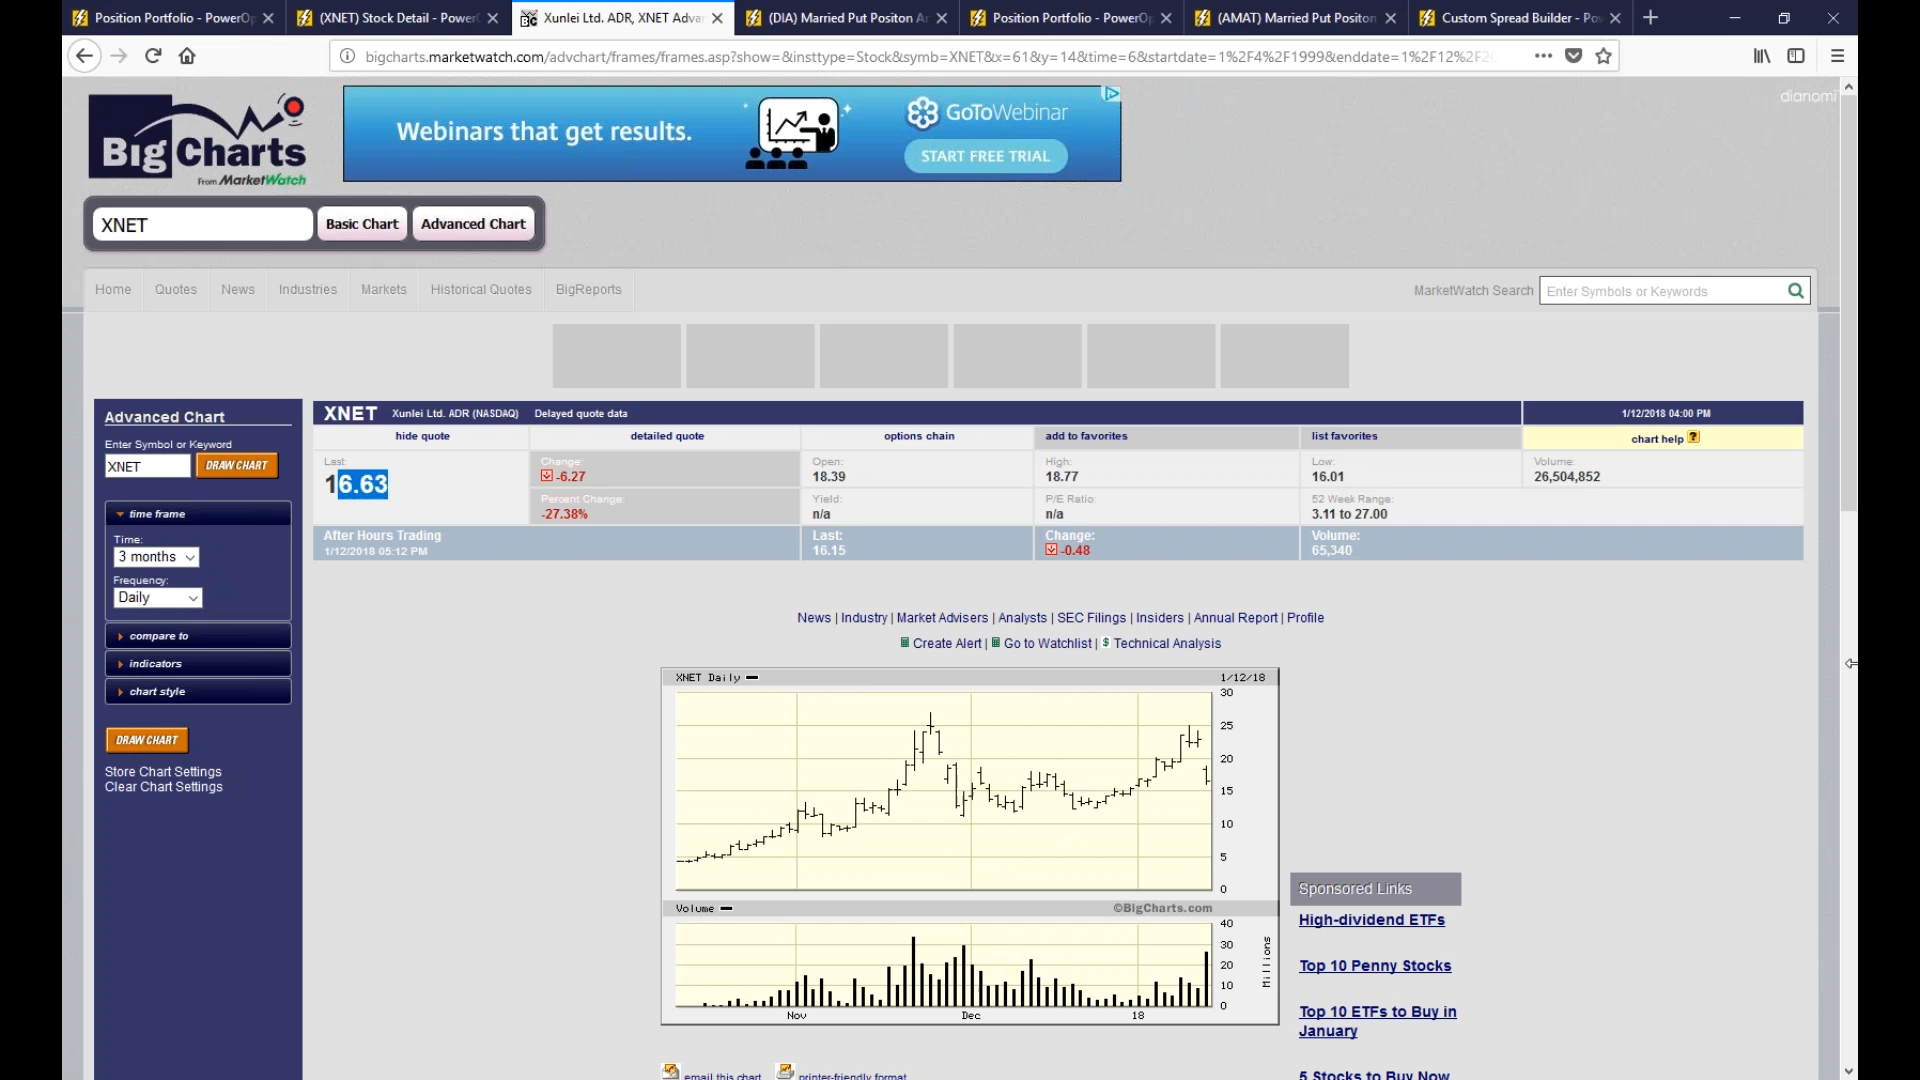 Position Portfolio - PowerOp
(XNET) Stock Detail - Power
Xunlei Ltd. ADR, XNET Adva
(DIA) Married Put Positon Ar
Position Portfolio - PowerOp
(AMAT) Married Put Positon
Custom Spread Builder - Po
bigcharts.marketwatch.com/advchart/frames/frames.asp?show=&insttype=Stock&symb=XNET&x=61&y=14&time=6&startdate=1%2F4%2F1999&enddate=1%2F12%2F
dianomi
BigCharts
From MarketWatch
Webinars that get results.
GoToWebinar
START FREE TRIAL
XNET
Basic Chart
Advanced Chart
Home
Quotes
News
Industries
Markets
Historical Quotes
BigReports
MarketWatch Search
Enter Symbols or Keywords
Advanced Chart
Enter Symbol or Keyword
XNET
DRAW CHART
time frame
Time:
3 months
Frequency:
Daily
compare to
indicators
chart style
DRAW CHART
Store Chart Settings
Clear Chart Settings
XNET Xunlei Ltd. ADR (NASDAQ) Delayed quote data 1/12/2018 04:00 PM
hide quote detailed quote options chain add to favorites list favorites chart help ?
Last: Change: Open: High: Low: Volume:
16.63 -6.27 18.39 18.77 16.01 26,504,852
Percent Change: Yield: P/E Ratio: 52 Week Range:
-27.38% n/a n/a 3.11 to 27.00
After Hours Trading Last: Change: Volume:
1/12/2018 05:12 PM 16.15 -0.48 65,340
News | Industry | Market Advisers | Analysts | SEC Filings | Insiders | Annual Report | Profile
Create Alert | Go to Watchlist | $ Technical Analysis
XNET Daily 1/12/18
30
25
20
15
10
5
0
Volume ©BigCharts.com
40
30
20
10
0
Millions
Nov Dec 18
Sponsored Links
High-dividend ETFs
Top 10 Penny Stocks
Top 10 ETFs to Buy in
January
5 Stocks to Buy Now
email this chart printer-friendly format